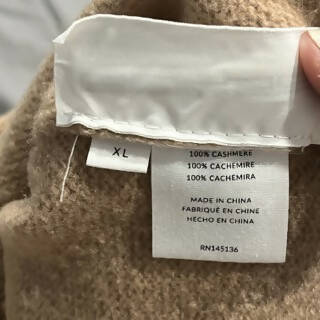 XL
100% CASHMERE
100% CACHEMIRE
100% CACHEMIRA
MADE IN CHINA
FABRIQUÉ EN CHINE
HECHO EN CHINA
RN145136